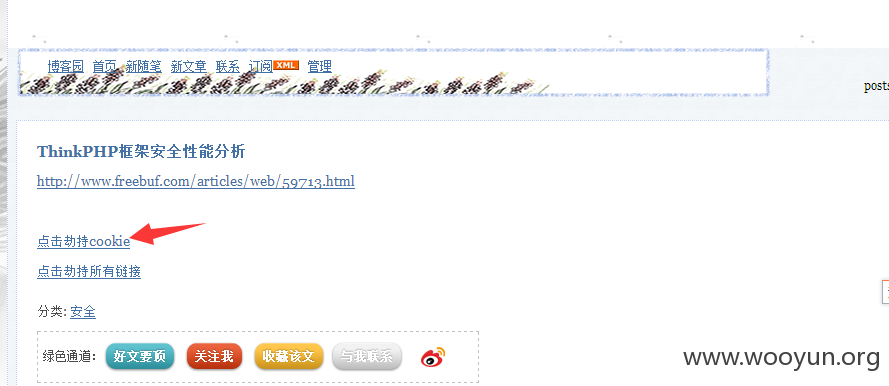 博客园 首页 新随笔 新文章 联系 订阅XML 管理
posts
ThinkPHP框架安全性能分析
http://www.freebuf.com/articles/web/59713.html
点击劫持cookie
点击劫持所有链接
分类: 安全
绿色通道： 好文要顶 关注我 收藏该文 与我联系
www.wooyun.org